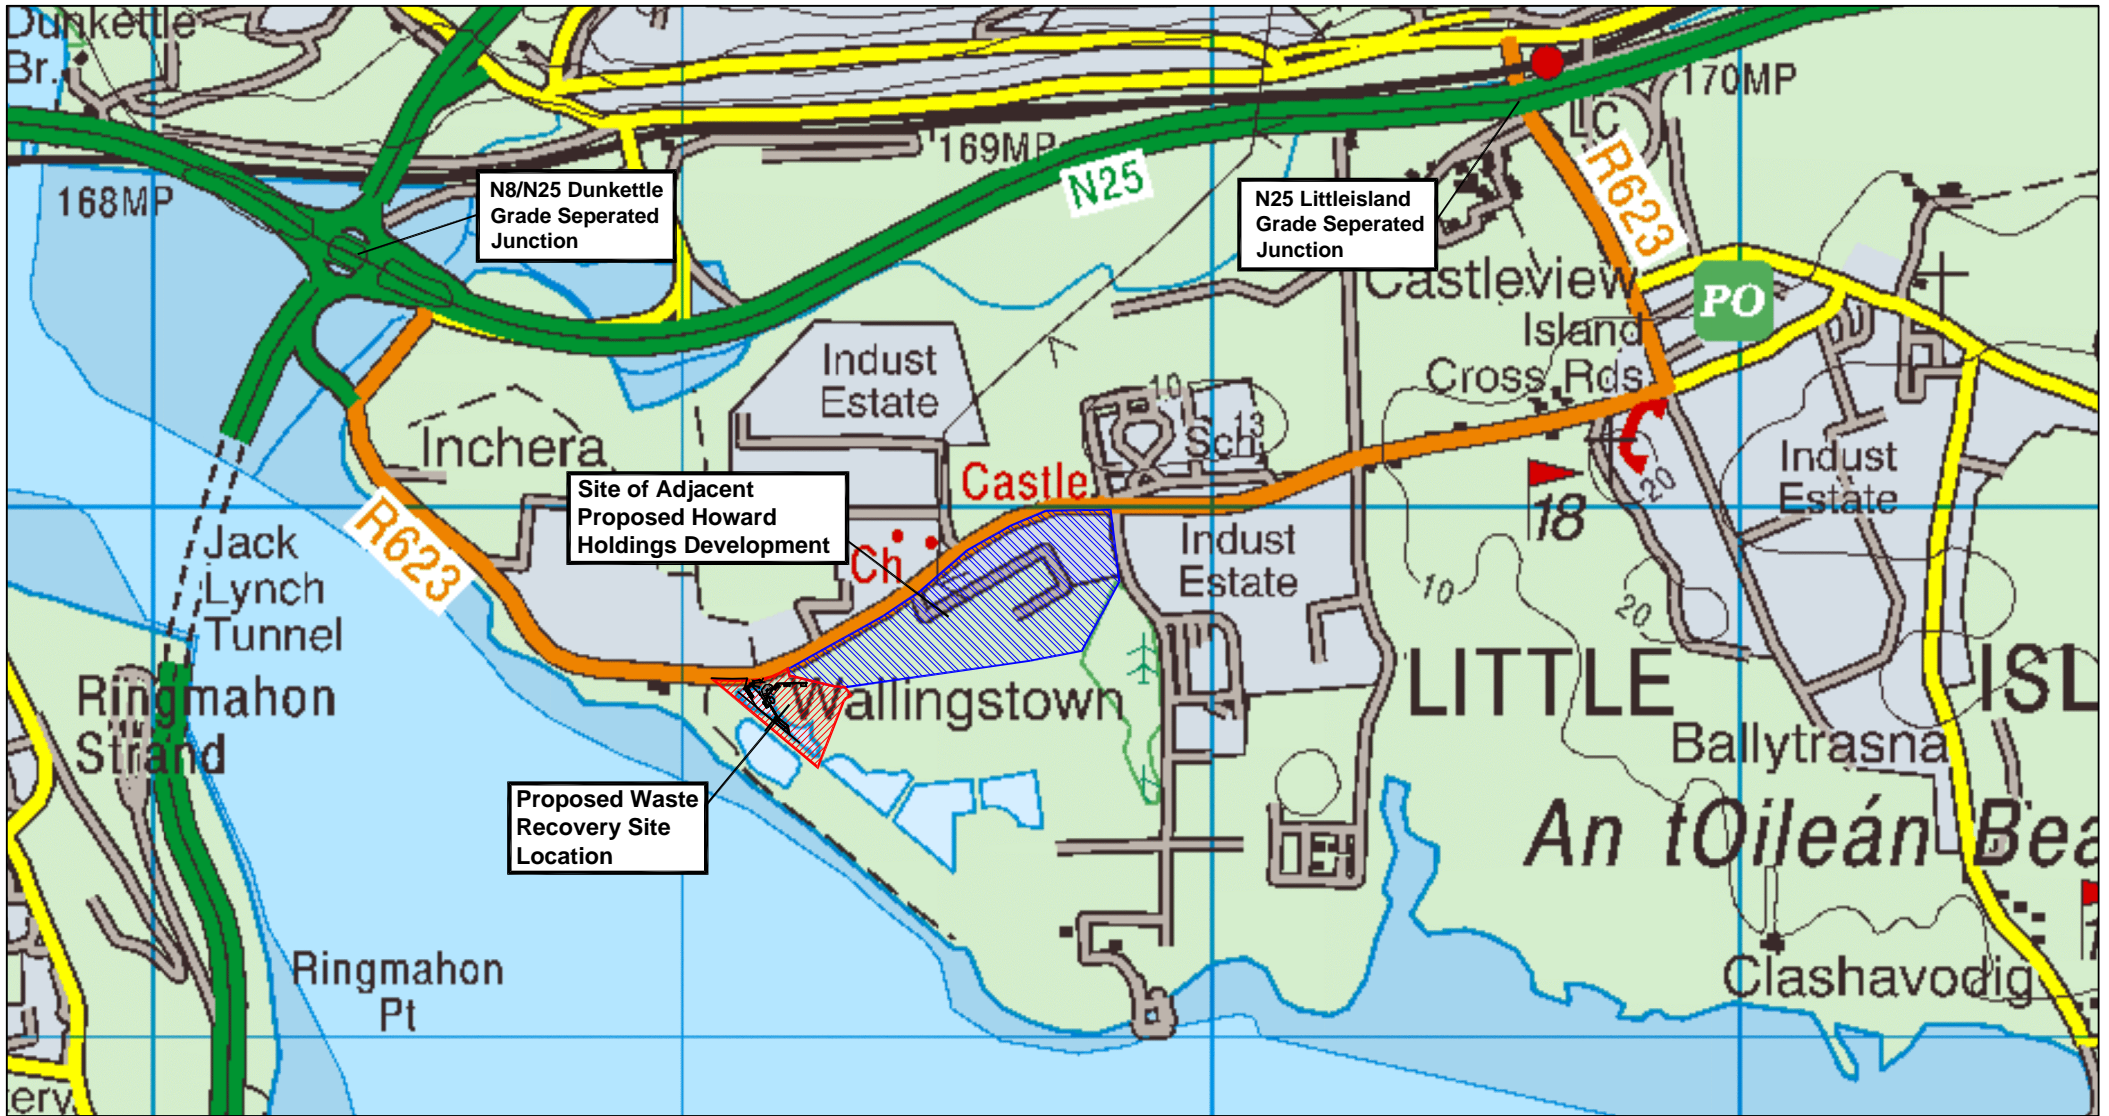 Dunkettle
Br.
168MP
N8/N25 Dunkettle
Grade Seperated
Junction
169MP
N25
N25 Littleisland
Grade Seperated
Junction
170MP
LC
R623
Castleview
PO
Island
Cross Rds
Indust
Estate
10
13
Sch
Inchera
Castle
Site of Adjacent
Proposed Howard
Holdings Development
Ch
R623
Indust
Estate
18
20
Indust
Estate
10
20
Jack
Lynch
Tunnel
Ringmahon
Strand
Wallingstown
LITTLE
ISL
Ballytrasna
Proposed Waste
Recovery Site
Location
An tOileán Bea
Ringmahon
Pt
Clashavodig
ery